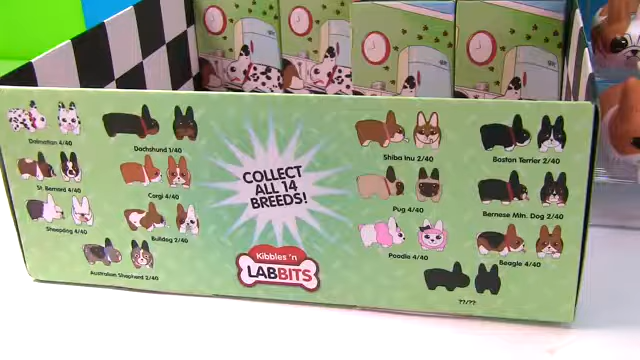 Dalmatian 4/40
Dachshund 1/40
St. Bernard 4/40
Corgi 4/40
Sheepdog 4/40
Bulldog 2/40
Australian Shepherd 2/40
COLLECT
ALL 14
BREEDS!
Kibbles 'n
LABBITS
Shiba Inu 2/40
Boston Terrier 2/40
Pug 4/40
Bernese Mtn. Dog 2/40
Poodle 4/40
Beagle 4/40
??/??